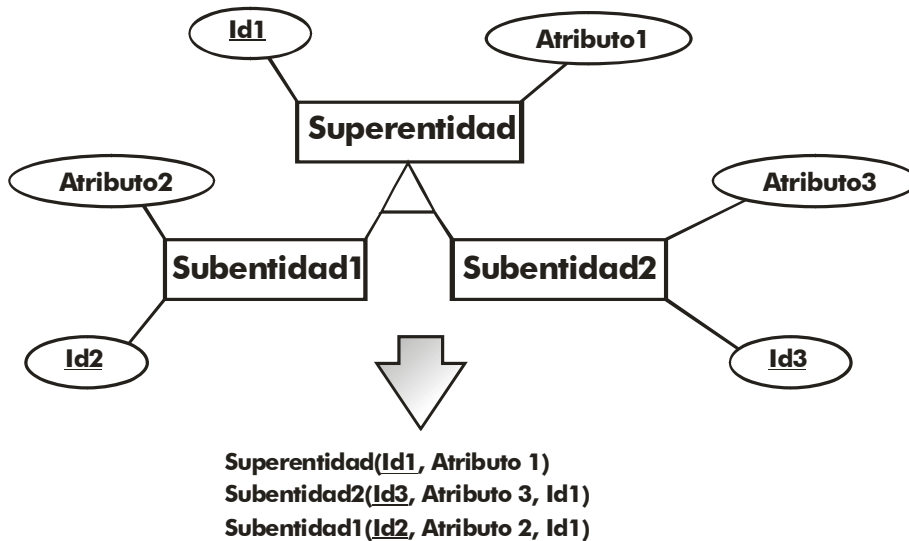 Id1
Atributo1
Superentidad
Atributo2
Atributo3
Subentidad1
Subentidad2
Id2
Id3
Superentidad(Id1, Atributo 1)
Subentidad2(Id3, Atributo 3, Id1)
Subentidad1(Id2, Atributo 2, Id1)